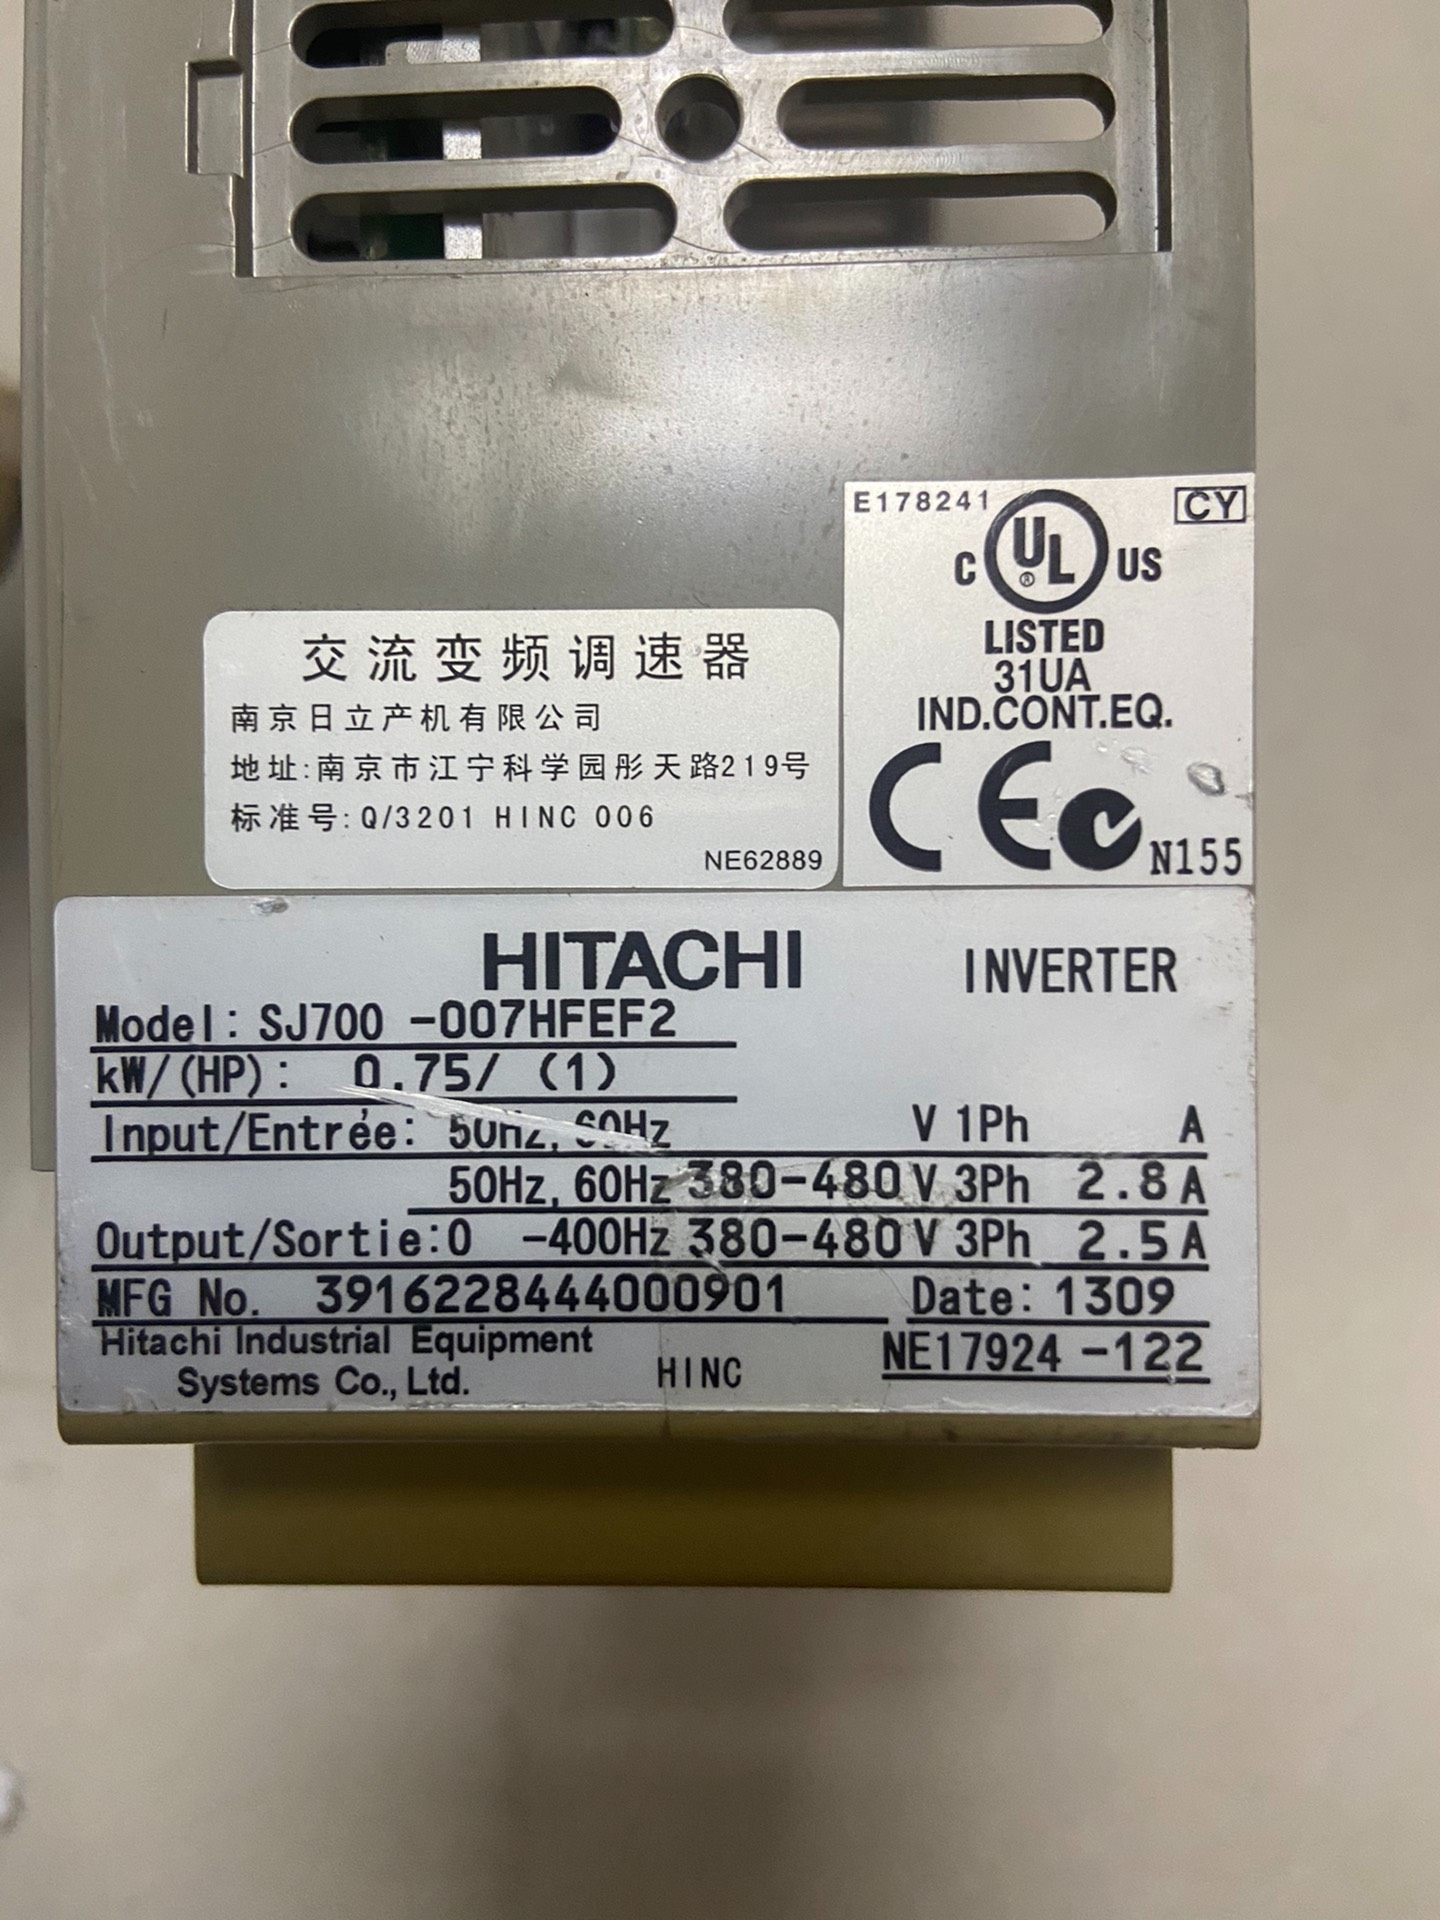 E178241 CY
C UL ® US
LISTED
31UA
IND.CONT.EQ.
CE N155
交流变频调速器
南京日立产机有限公司
地址:南京市江宁科学园彤天路219号
标准号:Q/3201 HINC 006
NE62889
HITACHI INVERTER
Model: SJ700 -007HFEF2
kW/(HP): 0.75/ (1)
Input/Entrée: 50Hz, 60Hz V 1Ph A
50Hz, 60Hz 380-480 V 3Ph 2.8 A
Output/Sortie:0 -400Hz 380-480 V 3Ph 2.5 A
MFG No. 3916228444000901 Date: 1309
Hitachi Industrial Equipment
Systems Co., Ltd. HINC NE17924 -122